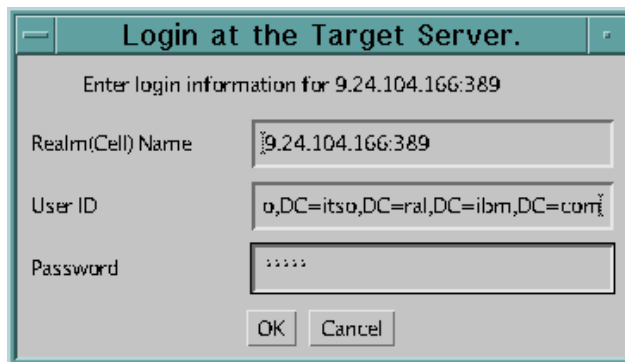 Login at the Target Server.
Enter login information for 9.24.104.166:389
Realm(Cell) Name
9.24.104.166:389
User ID
o,DC=itso,DC=ral,DC=ibm,DC=com
Password
*****
OK
Cancel